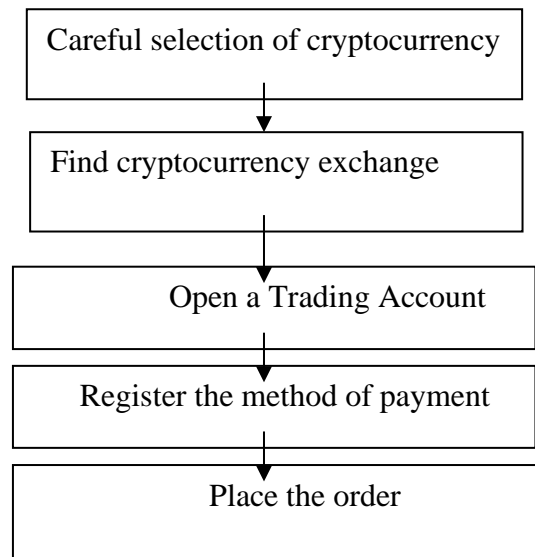 Careful selection of cryptocurrency
Find cryptocurrency exchange
Open a Trading Account
Register the method of payment
Place the order